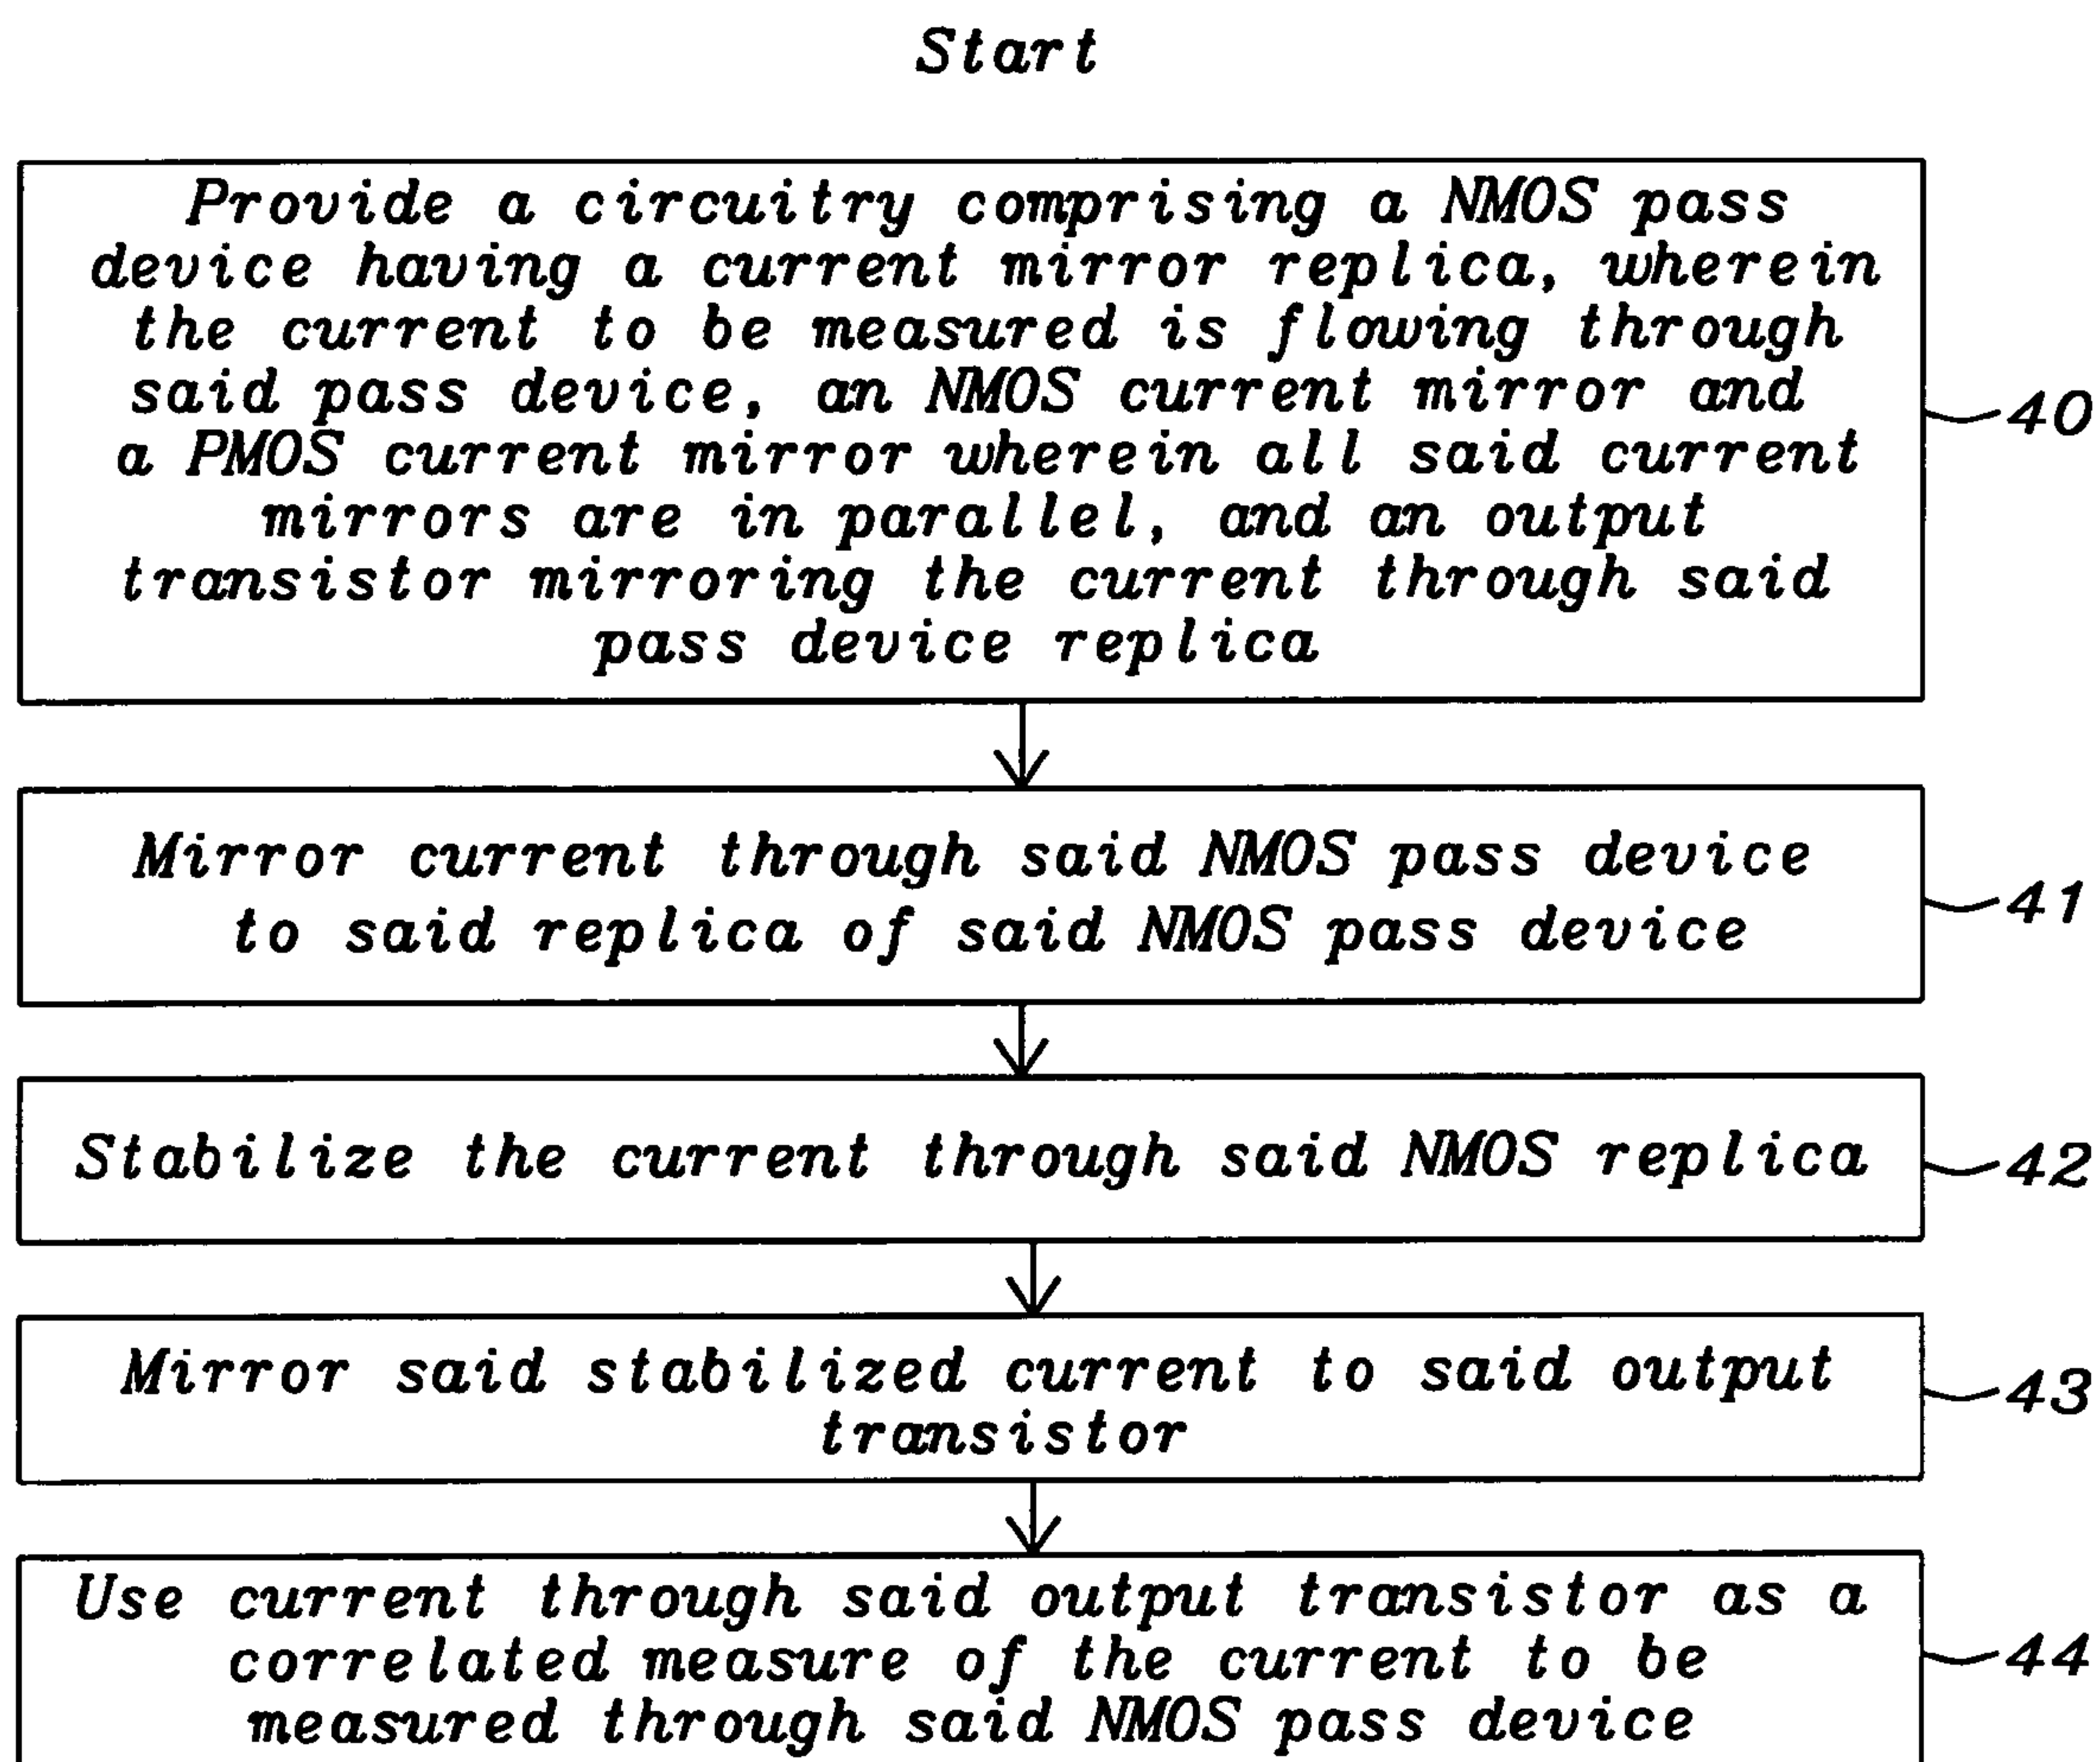 Start
Provide a circuitry comprising a NMOS pass
device having a current mirror replica, wherein
the current to be measured is flowing through
said pass device, an NMOS current mirror and
a PMOS current mirror wherein all said current
mirrors are in parallel, and an output
transistor mirroring the current through said
pass device replica
40
Mirror current through said NMOS pass device
to said replica of said NMOS pass device
41
Stabilize the current through said NMOS replica
42
Mirror said stabilized current to said output
transistor
43
Use current through said output transistor as a
correlated measure of the current to be
measured through said NMOS pass device
44